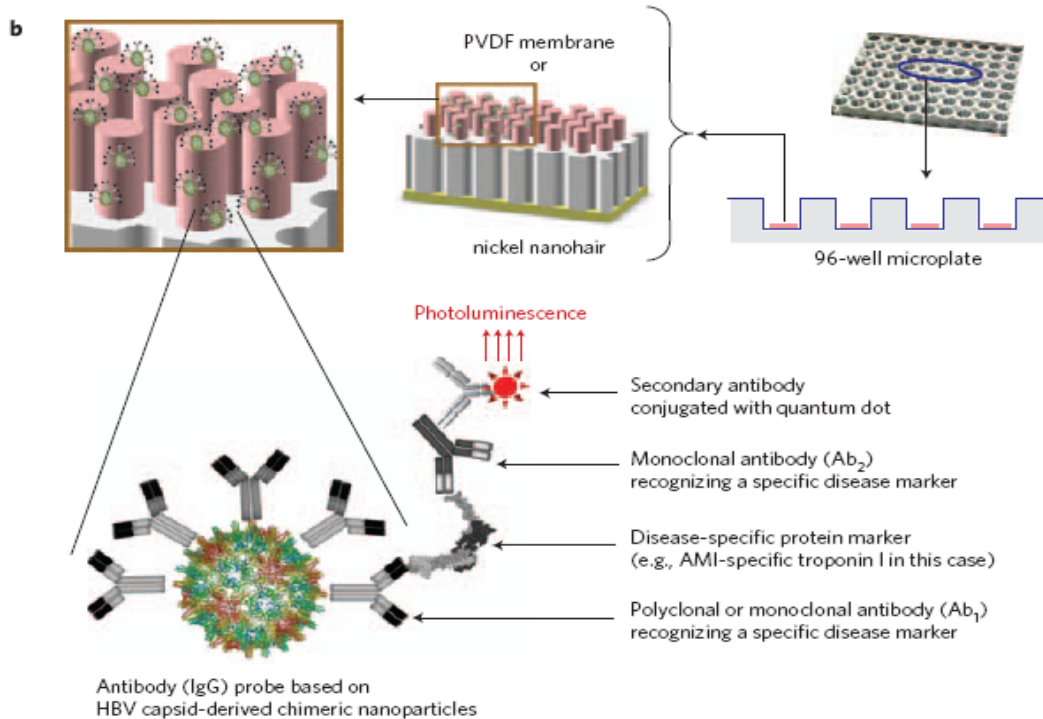 b
PVDF membrane
or
nickel nanohair
96-well microplate
Photoluminescence
Secondary antibody
conjugated with quantum dot
Monoclonal antibody (Ab₂)
recognizing a specific disease marker
Disease-specific protein marker
(e.g., AMI-specific troponin I in this case)
Polyclonal or monoclonal antibody (Ab₁)
recognizing a specific disease marker
Antibody (IgG) probe based on
HBV capsid-derived chimeric nanoparticles